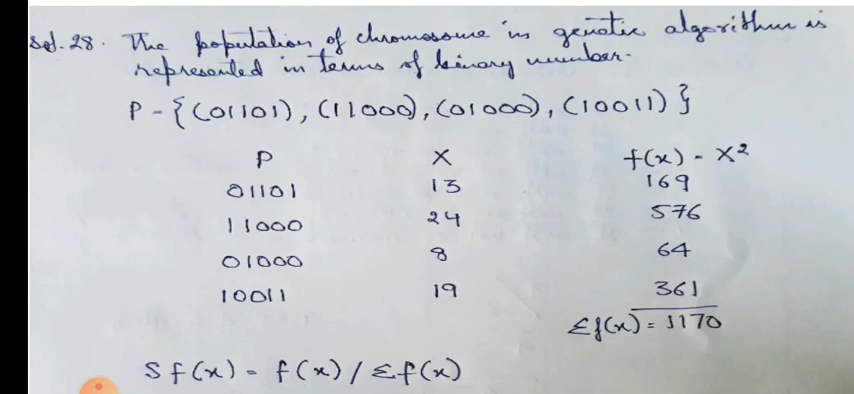 Sol. 28. The population of chromosome in genetic algorithm is
represented in terms of binary number.
P - {(01101), (11000), (01000), (10011)}
P X f(x) - X²
01101 13 169
11000 24 576
01000 8 64
10011 19 361
Σf(x) = 1170
Sf(x) - f(x) / Σf(x)